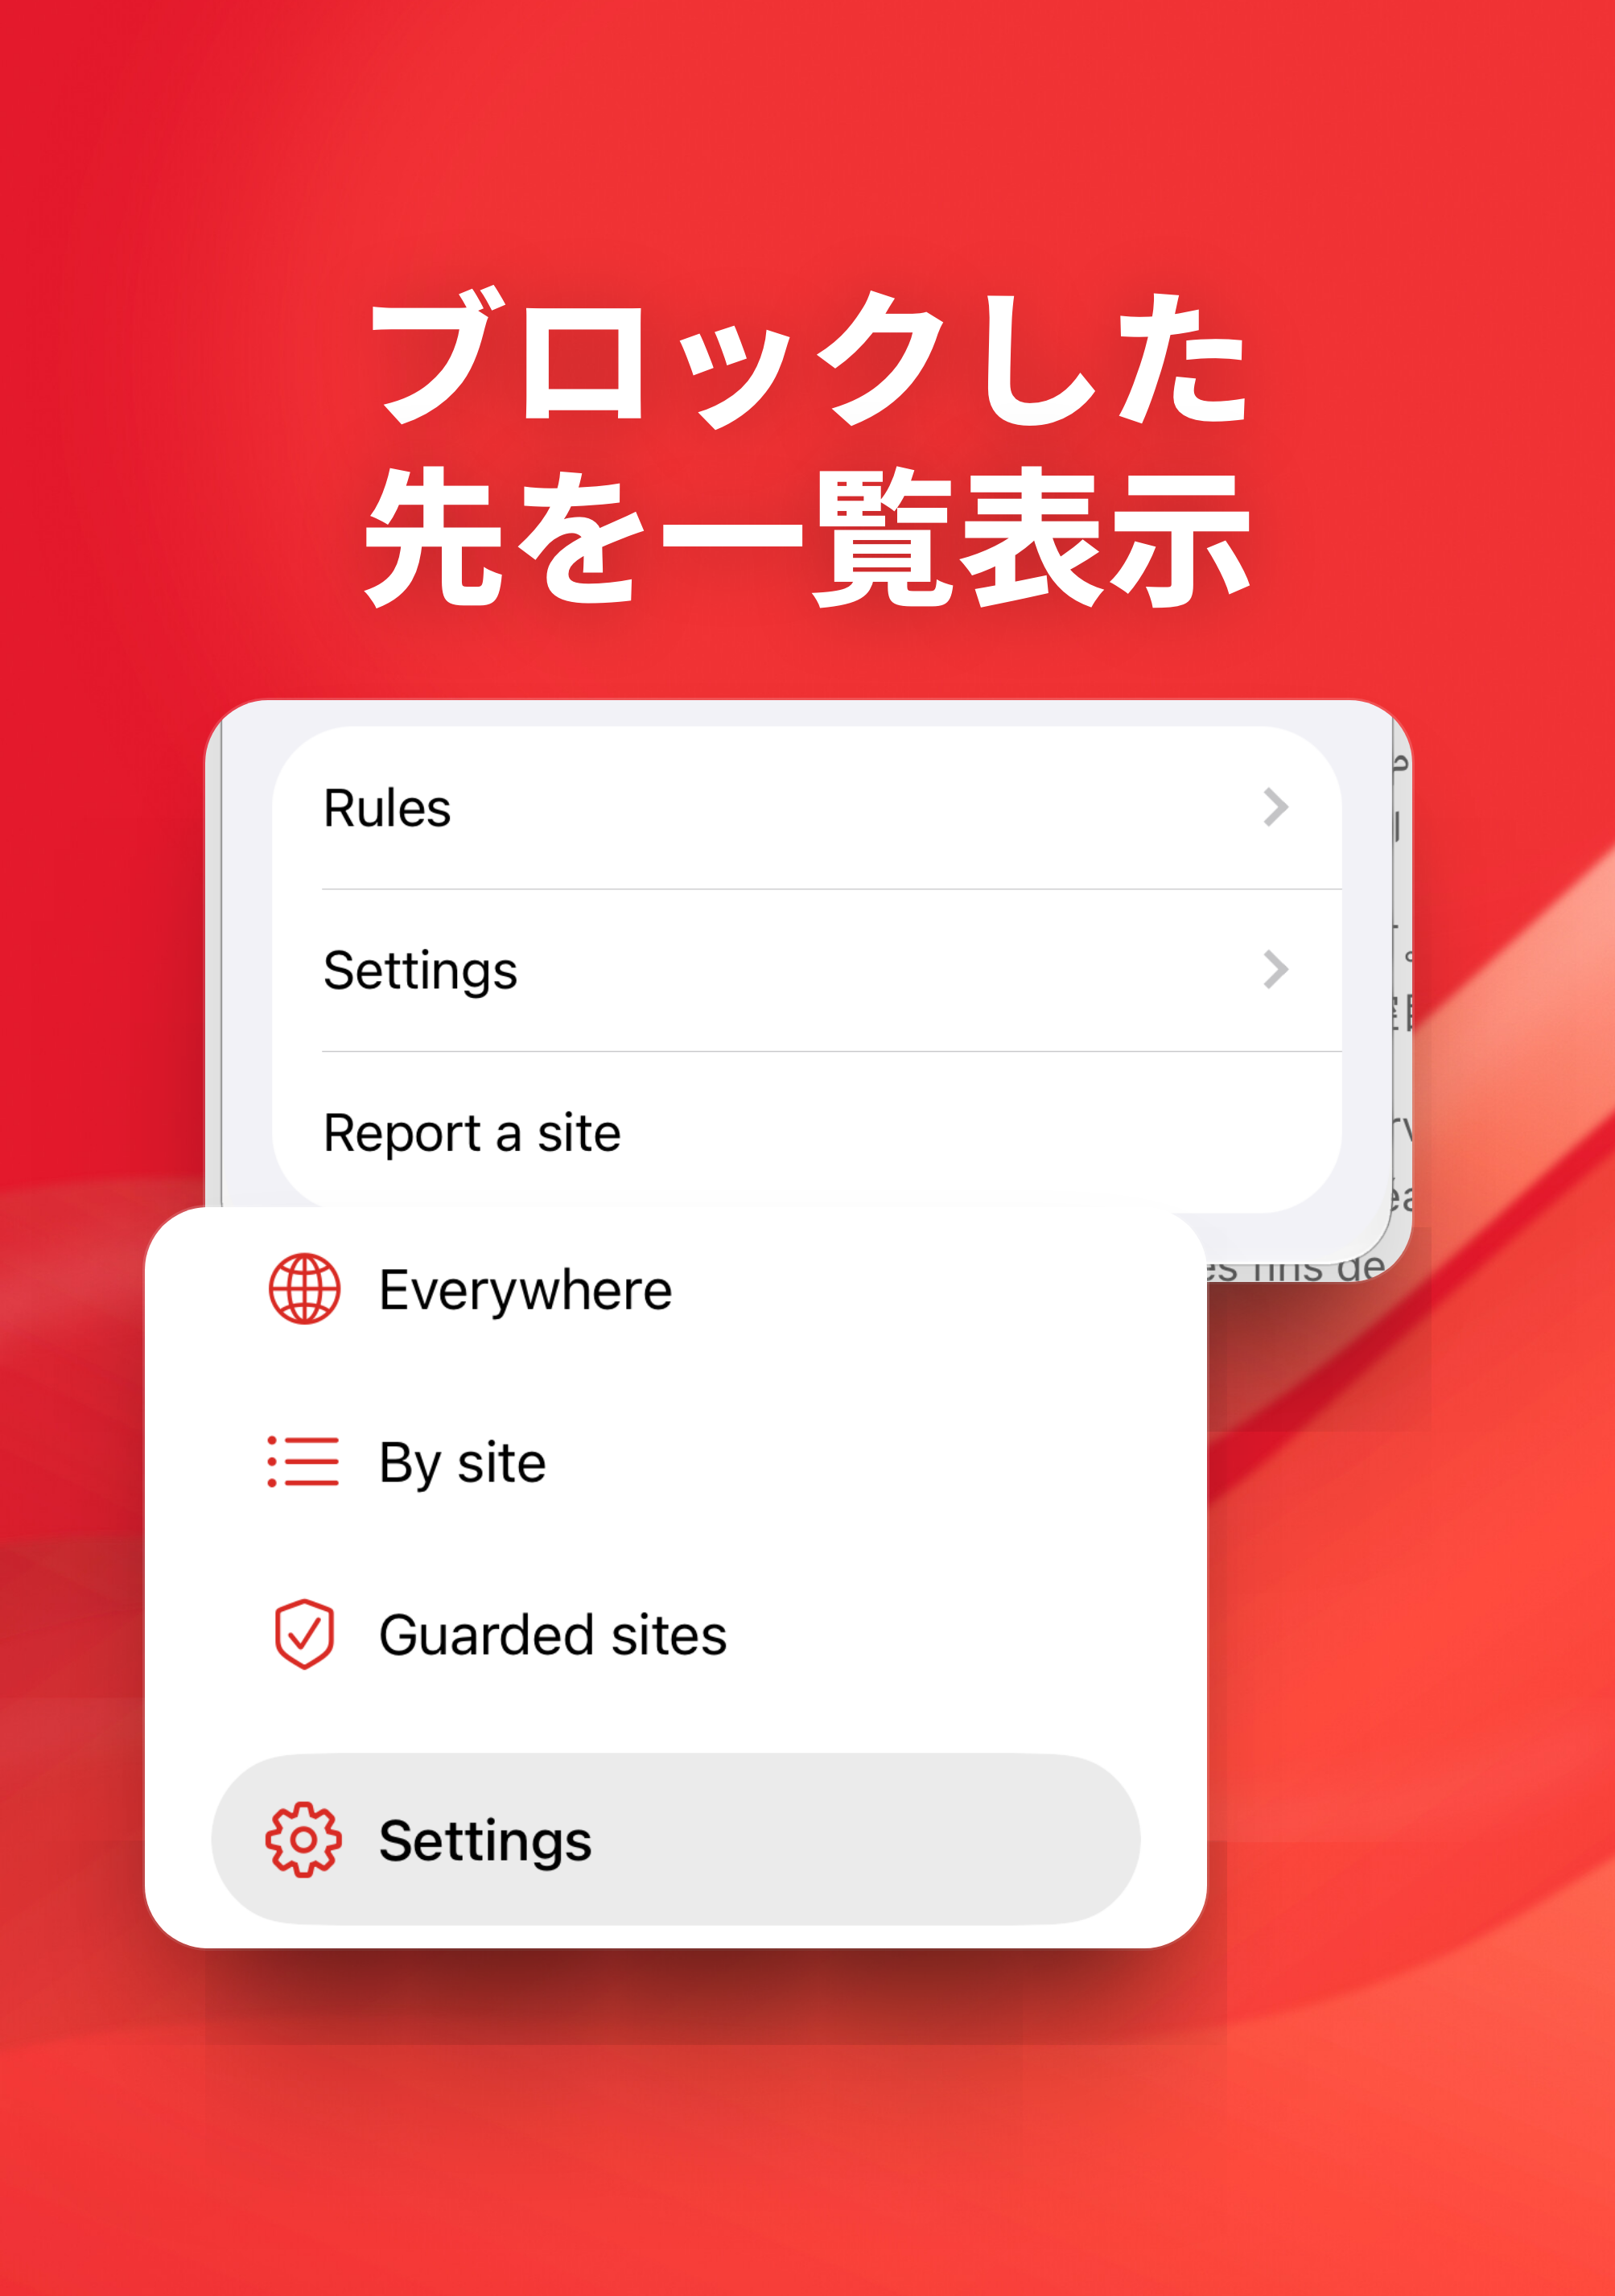 ブロックした
先を一覧表示
Rules
Settings
Report a site
Everywhere
By site
Guarded sites
Settings